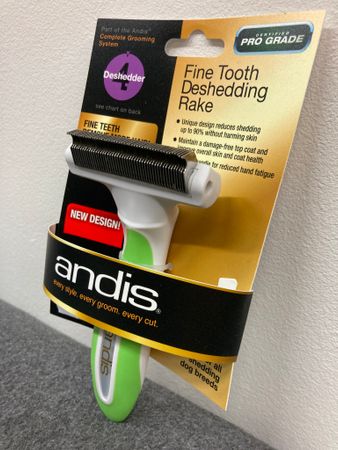 Part of the Andis®
Complete Grooming
System
4
Deshedder
see chart on back
CERTIFIED
PRO GRADE
Fine Tooth
Deshedding
Rake
• Unique design reduces shedding
up to 90% without harming skin
• Maintain a damage-free top coat and
overall skin and coat health
handle for reduced hand fatigue
FINE TEETH
NEW DESIGN!
andis®
every style. every groom. every cut.
andis
all
shedding
dog breeds